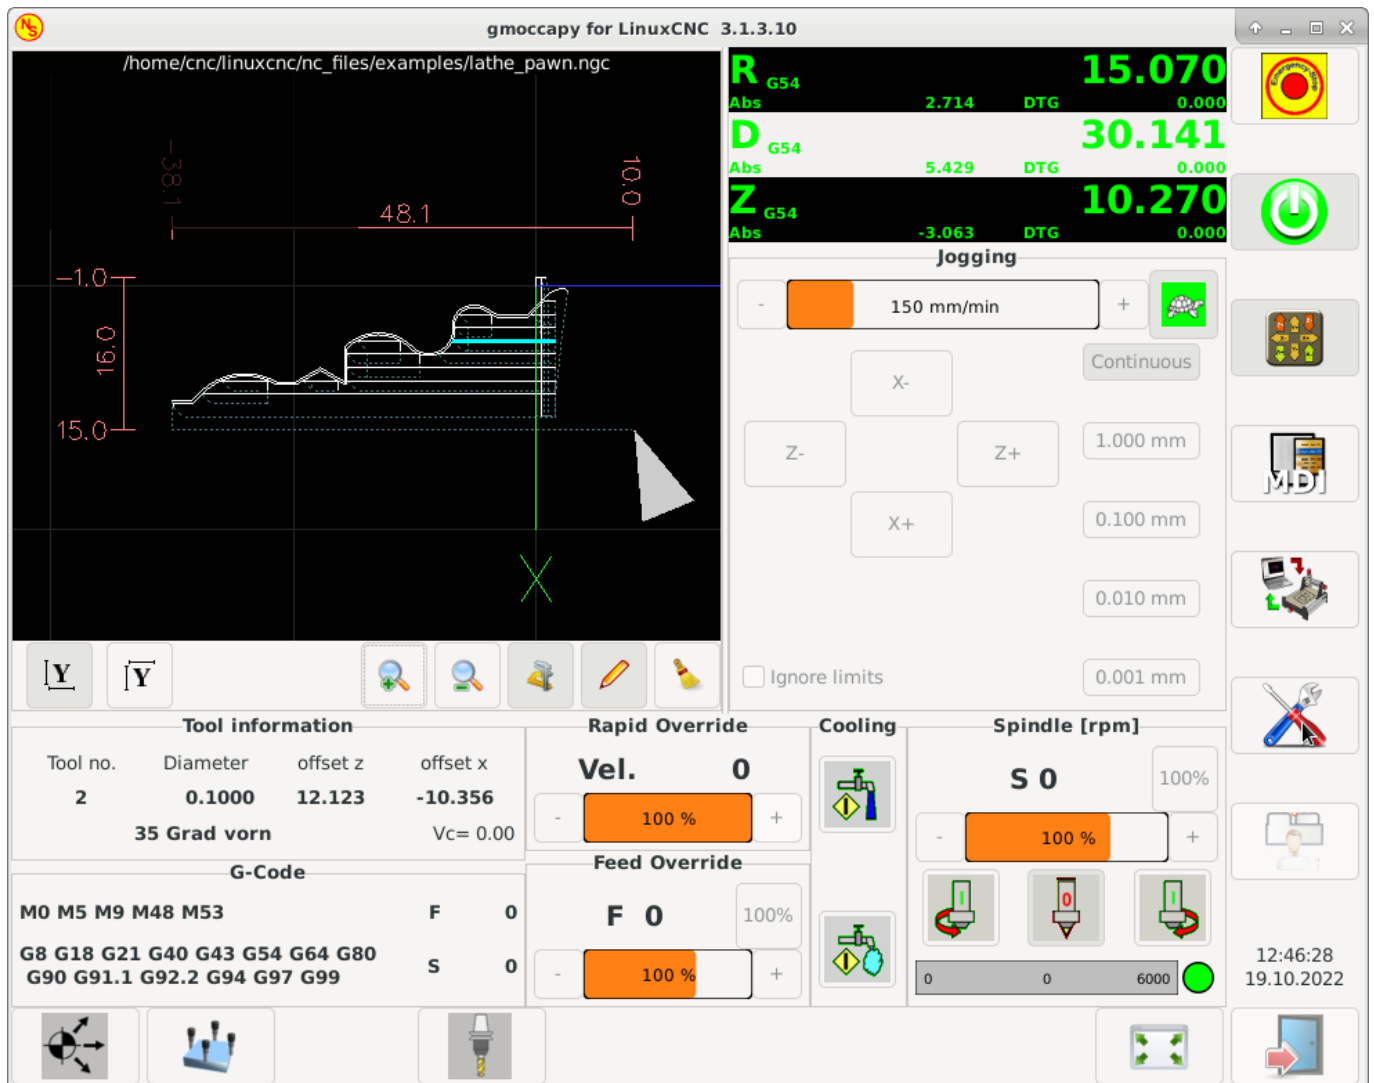 NS
gmoccapy for LinuxCNC 3.1.3.10
/home/cnc/linuxcnc/nc_files/examples/lathe_pawn.ngc
-38.1
10.0
48.1
-1.0
16.0
15.0
X
R G54 15.070
Abs 2.714 DTG 0.000
D G54 30.141
Abs 5.429 DTG 0.000
Z G54 10.270
Abs -3.063 DTG 0.000
Emergency-Stop
Jogging
- 150 mm/min +
Continuous
X-
Z- Z+
X+
1.000 mm
0.100 mm
0.010 mm
Ignore limits
0.001 mm
MDI
Y Y
Tool information
Tool no. Diameter offset z offset x
2 0.1000 12.123 -10.356
35 Grad vorn Vc= 0.00
G-Code
M0 M5 M9 M48 M53 F 0
G8 G18 G21 G40 G43 G54 G64 G80
G90 G91.1 G92.2 G94 G97 G99
S 0
Rapid Override
Vel. 0
- 100 % +
Feed Override
F 0 100%
- 100 % +
Cooling
Spindle [rpm]
S 0 100%
- 100 % +
I 0 I
0 0 6000
12:46:28
19.10.2022